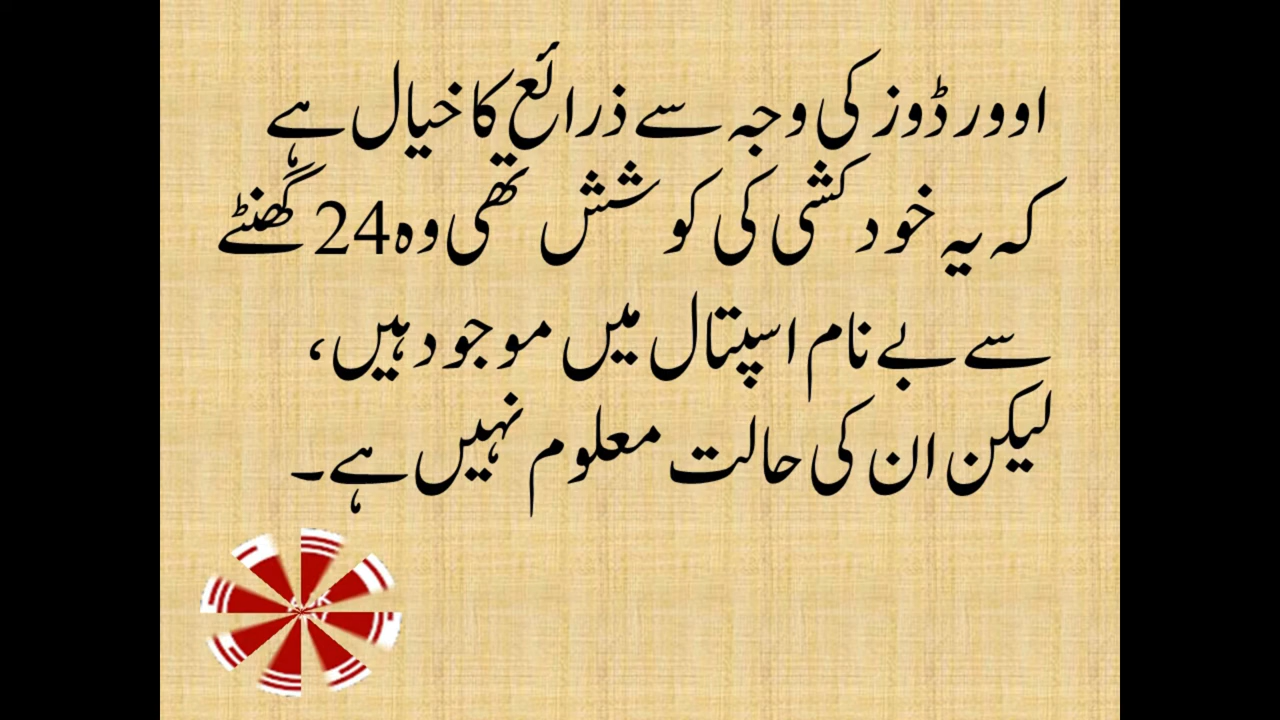 اوور ڈوز کی وجہ سے ذرائع کا خیال ہے
کہ یہ خود کشی کی کوشش تھی وہ 24 گھنٹے
سے بے نام اسپتال میں موجود ہیں،
لیکن ان کی حالت معلوم نہیں ہے۔